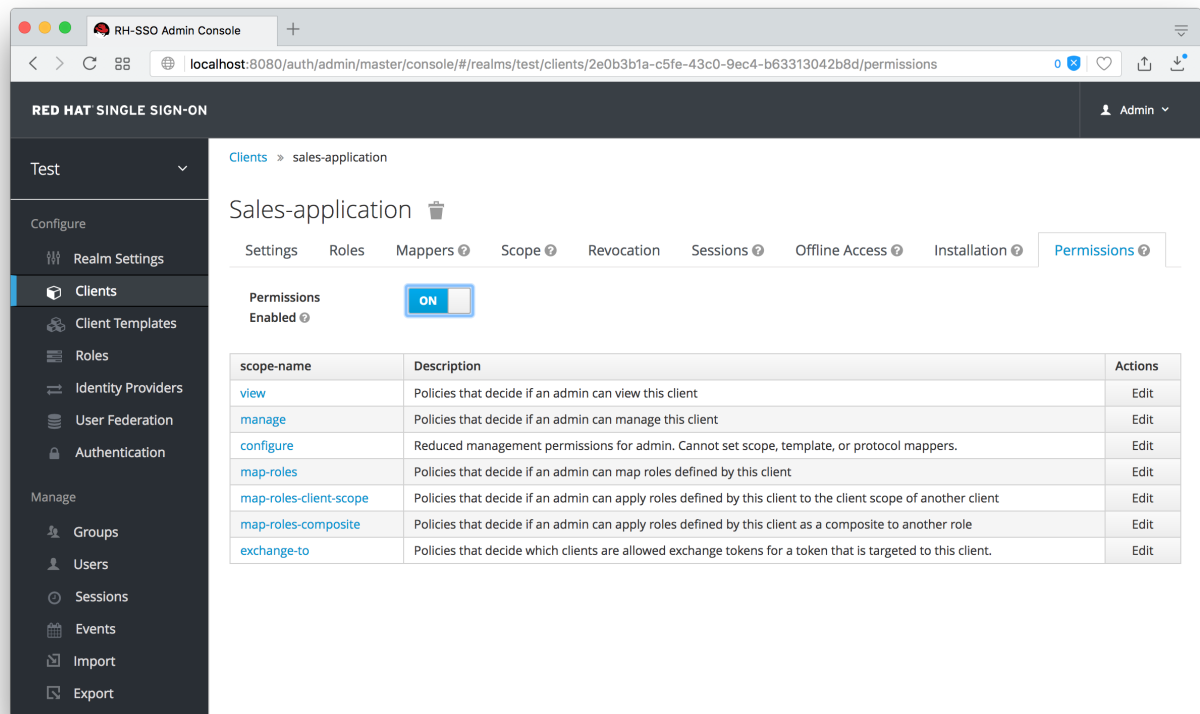 RH-SSO Admin Console
localhost:8080/auth/admin/master/console/#/realms/test/clients/2e0b3b1a-c5fe-43c0-9ec4-b63313042b8d/permissions 0
RED HAT® SINGLE SIGN-ON Admin
Test
Configure
Realm Settings
Clients
Client Templates
Roles
Identity Providers
User Federation
Authentication
Manage
Groups
Users
Sessions
Events
Import
Export
Clients » sales-application
Sales-application
Settings Roles Mappers ? Scope ? Revocation Sessions ? Offline Access ? Installation ? Permissions ?
Permissions
Enabled ? ON
scope-name Description Actions
view Policies that decide if an admin can view this client Edit
manage Policies that decide if an admin can manage this client Edit
configure Reduced management permissions for admin. Cannot set scope, template, or protocol mappers. Edit
map-roles Policies that decide if an admin can map roles defined by this client Edit
map-roles-client-scope Policies that decide if an admin can apply roles defined by this client to the client scope of another client Edit
map-roles-composite Policies that decide if an admin can apply roles defined by this client as a composite to another role Edit
exchange-to Policies that decide which clients are allowed exchange tokens for a token that is targeted to this client. Edit